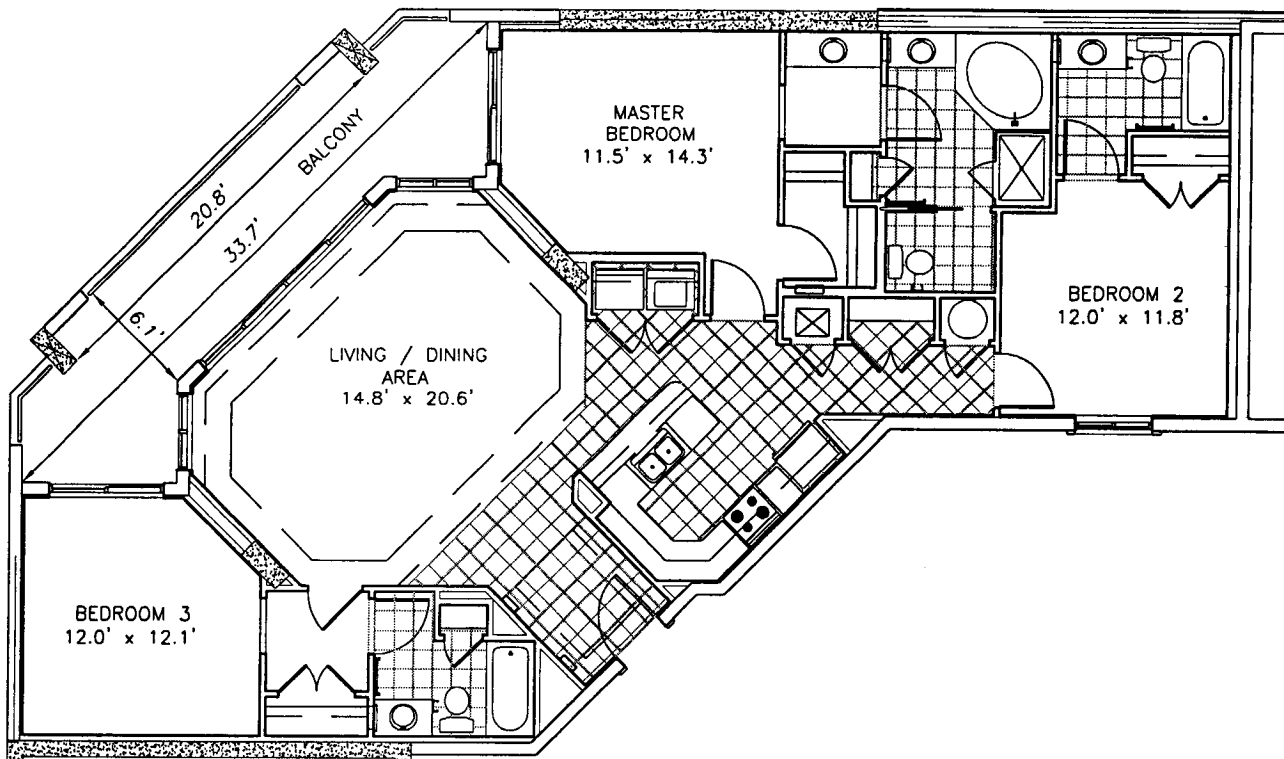 MASTER
BEDROOM
11.5' x 14.3'
BALCONY
20.8'
33.7'
6.1'
BEDROOM 2
12.0' x 11.8'
LIVING / DINING
AREA
14.8' x 20.6'
BEDROOM 3
12.0' x 12.1'